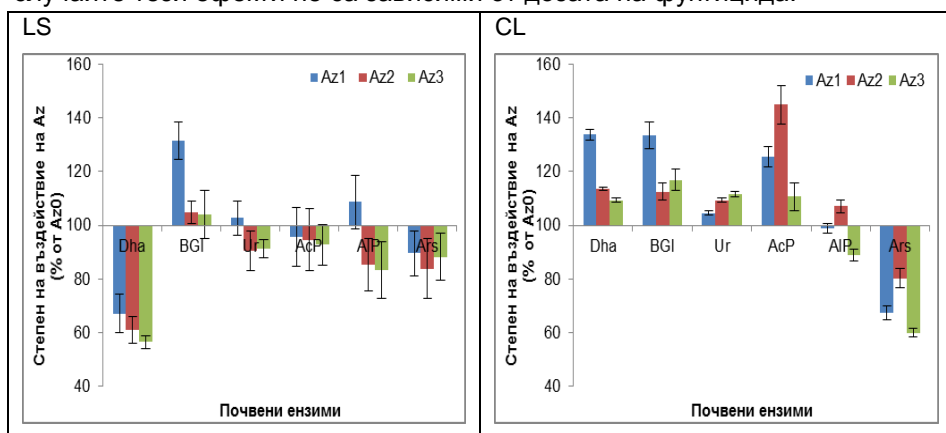 случаите тези ефекти не са зависими от дозата на фунгицида.
LS
CL
160
140
120
100
80
60
40
Степен на въздействие на Az
(% от Az0)
Az1 Az2 Az3
Dha BGl Ur AcP AlP Ars
Почвени ензими
160
140
120
100
80
60
40
Степен на въздействие на Az
(% от Az0)
Az1 Az2 Az3
Dha BGl Ur AcP AlP Ars
Почвени ензими